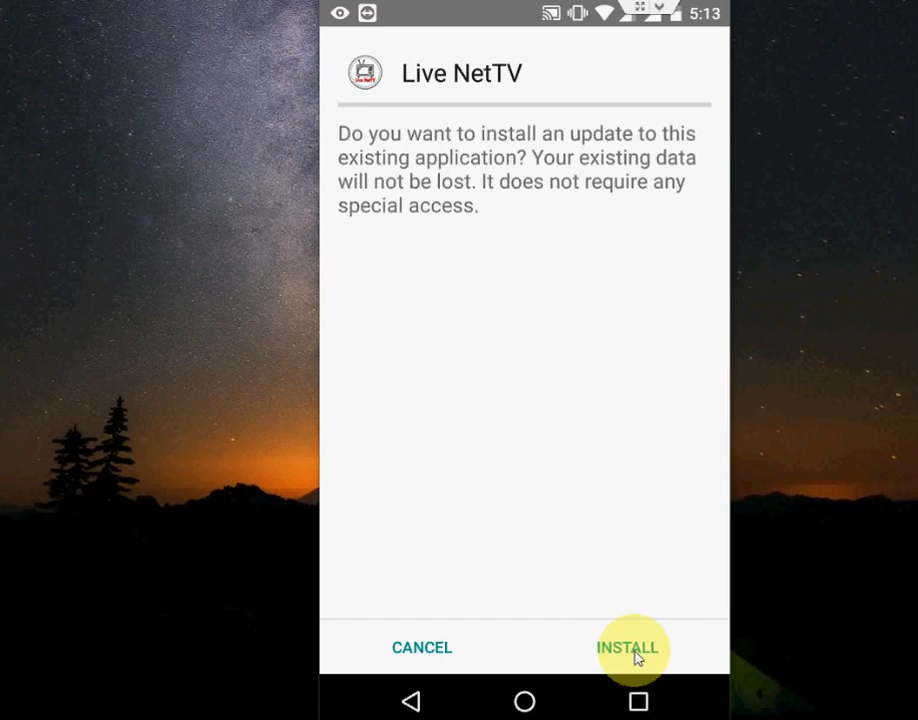 5:13
Live NetTV
Do you want to install an update to this
existing application? Your existing data
will not be lost. It does not require any
special access.
CANCEL
INSTALL